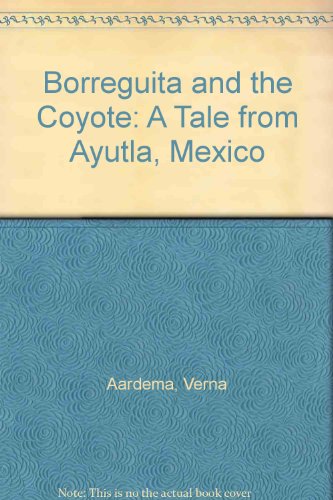 Borreguita and the
Coyote: A Tale from
Ayutla, Mexico
Aardema, Verna
Note: This is no the actual book cover